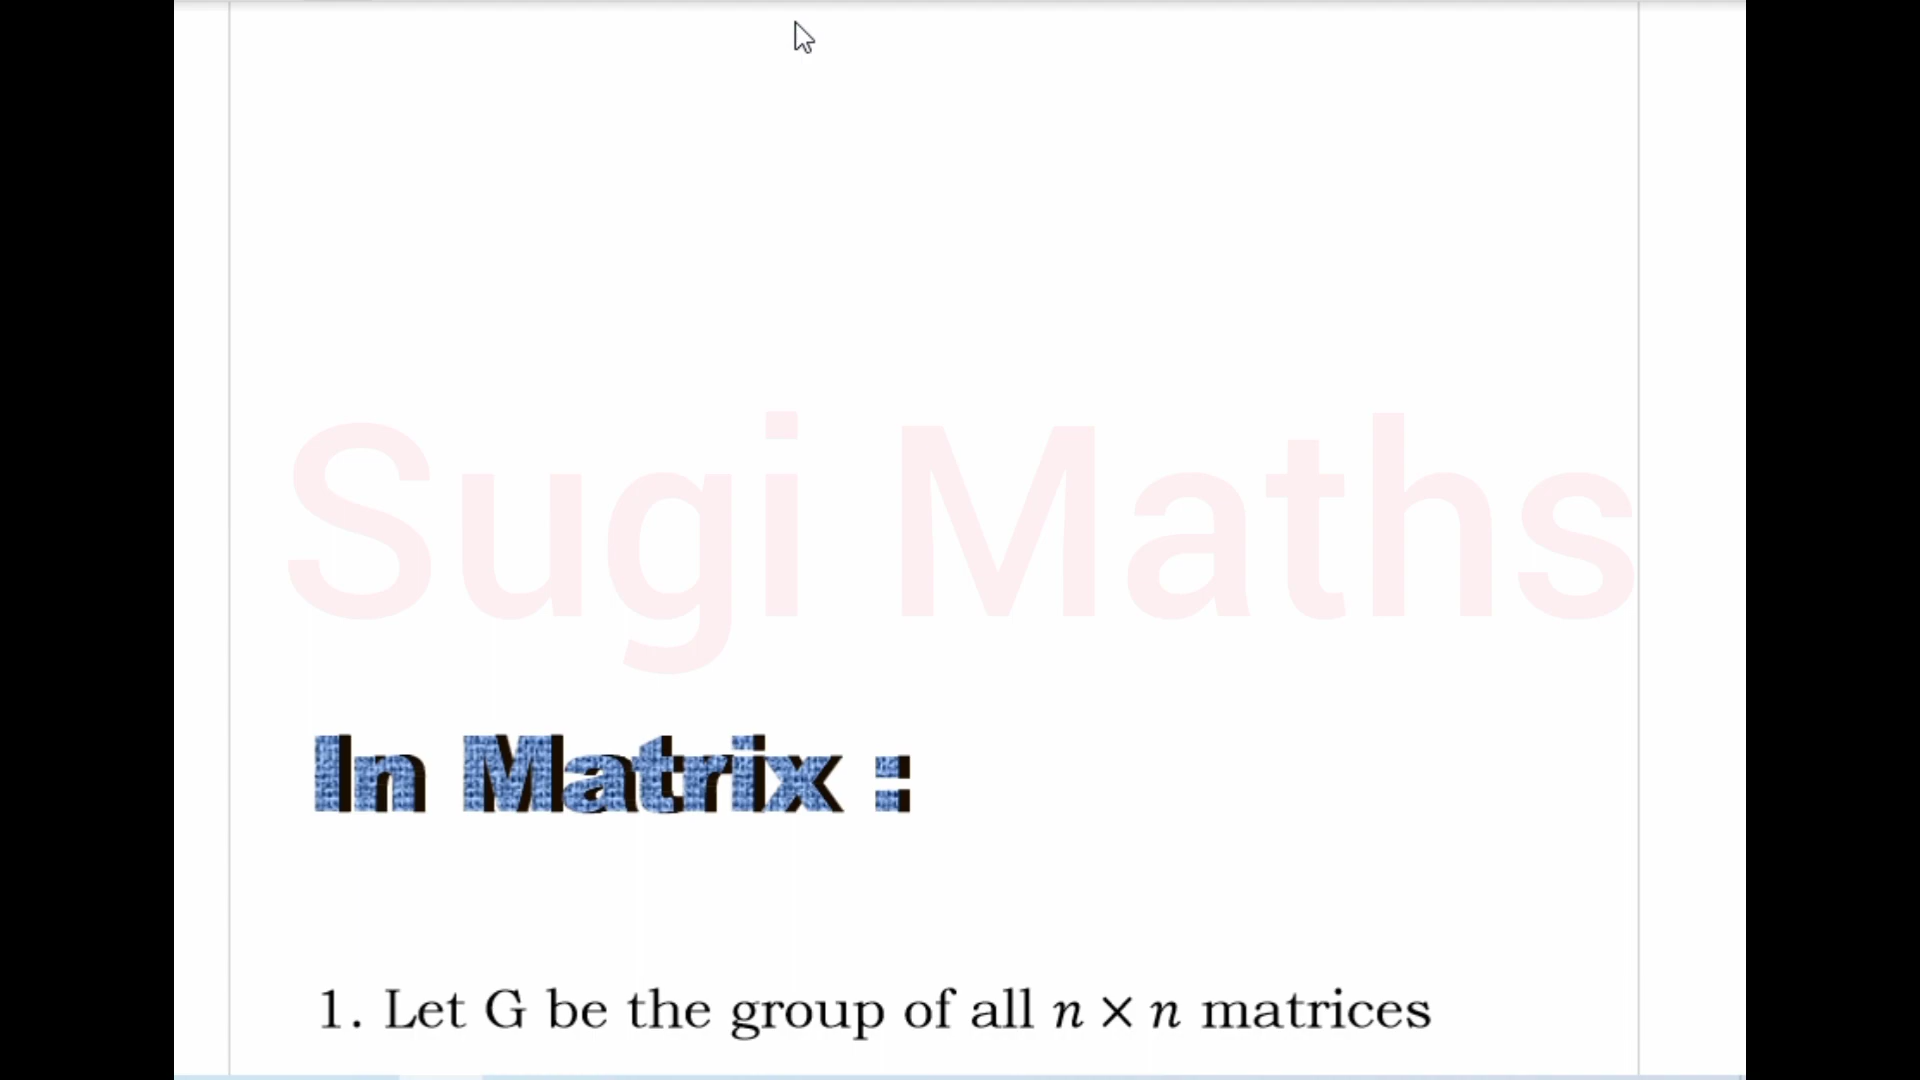 Sugi Maths
In Matrix :
1. Let G be the group of all n × n matrices